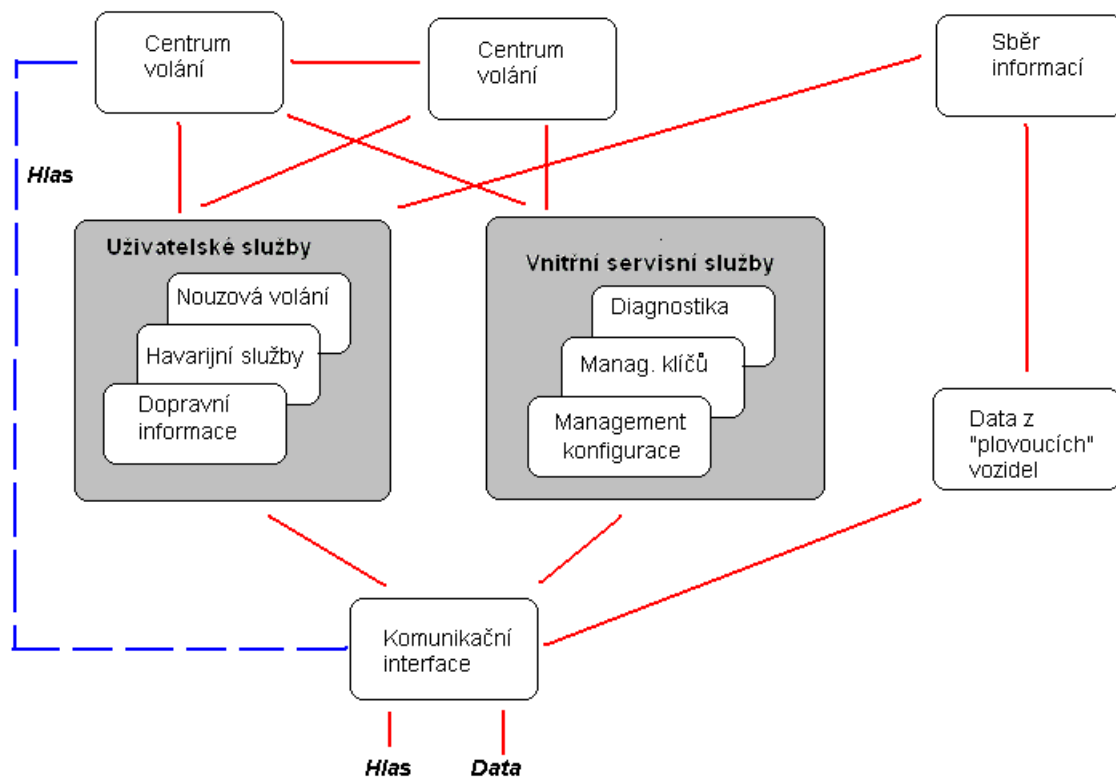 Centrum
volání
Centrum
volání
Sběr
informací
Hlas
Uživatelské služby
Nouzová volání
Havarijní služby
Dopravní
informace
Vnitřní servisní služby
Diagnostika
Manag. klíčů
Management
konfigurace
Data z
"plovoucích"
vozidel
Komunikační
interface
Hlas
Data